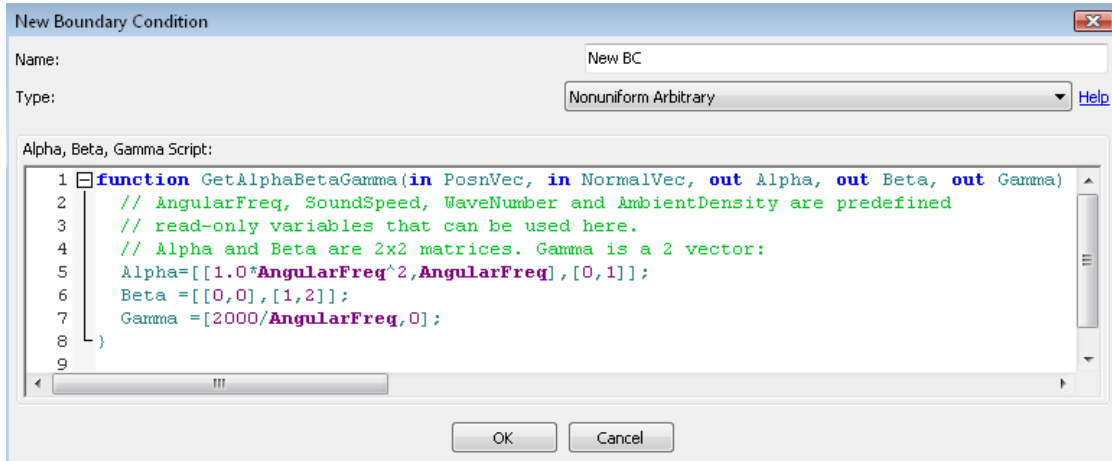 New Boundary Condition
Name: New BC
Type: Nonuniform Arbitrary Help
Alpha, Beta, Gamma Script:
1 function GetAlphaBetaGamma(in PosnVec, in NormalVec, out Alpha, out Beta, out Gamma)
2 // AngularFreq, SoundSpeed, WaveNumber and AmbientDensity are predefined
3 // read-only variables that can be used here.
4 // Alpha and Beta are 2x2 matrices. Gamma is a 2 vector:
5 Alpha=[[1.0*AngularFreq^2,AngularFreq],[0,1]];
6 Beta =[[0,0],[1,2]];
7 Gamma =[2000/AngularFreq,0];
8 }
9
OK Cancel